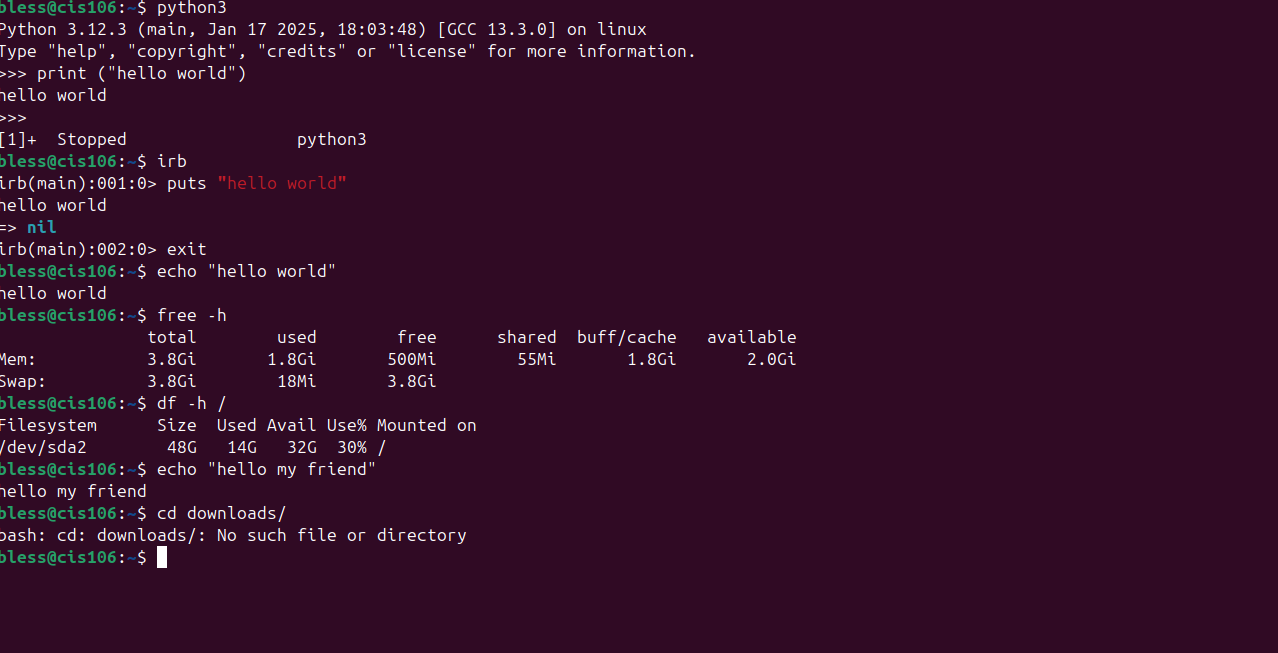 bless@cis106:~$ python3
Python 3.12.3 (main, Jan 17 2025, 18:03:48) [GCC 13.3.0] on linux
Type "help", "copyright", "credits" or "license" for more information.
>>> print ("hello world")
hello world
>>>
[1]+  Stopped                 python3
bless@cis106:~$ irb
irb(main):001:0> puts "hello world"
hello world
=> nil
irb(main):002:0> exit
bless@cis106:~$ echo "hello world"
hello world
bless@cis106:~$ free -h
               total        used        free      shared  buff/cache   available
Mem:           3.8Gi       1.8Gi       500Mi        55Mi       1.8Gi       2.0Gi
Swap:          3.8Gi        18Mi       3.8Gi
bless@cis106:~$ df -h /
Filesystem      Size  Used Avail Use% Mounted on
/dev/sda2        48G   14G   32G  30% /
bless@cis106:~$ echo "hello my friend"
hello my friend
bless@cis106:~$ cd downloads/
bash: cd: downloads/: No such file or directory
bless@cis106:~$